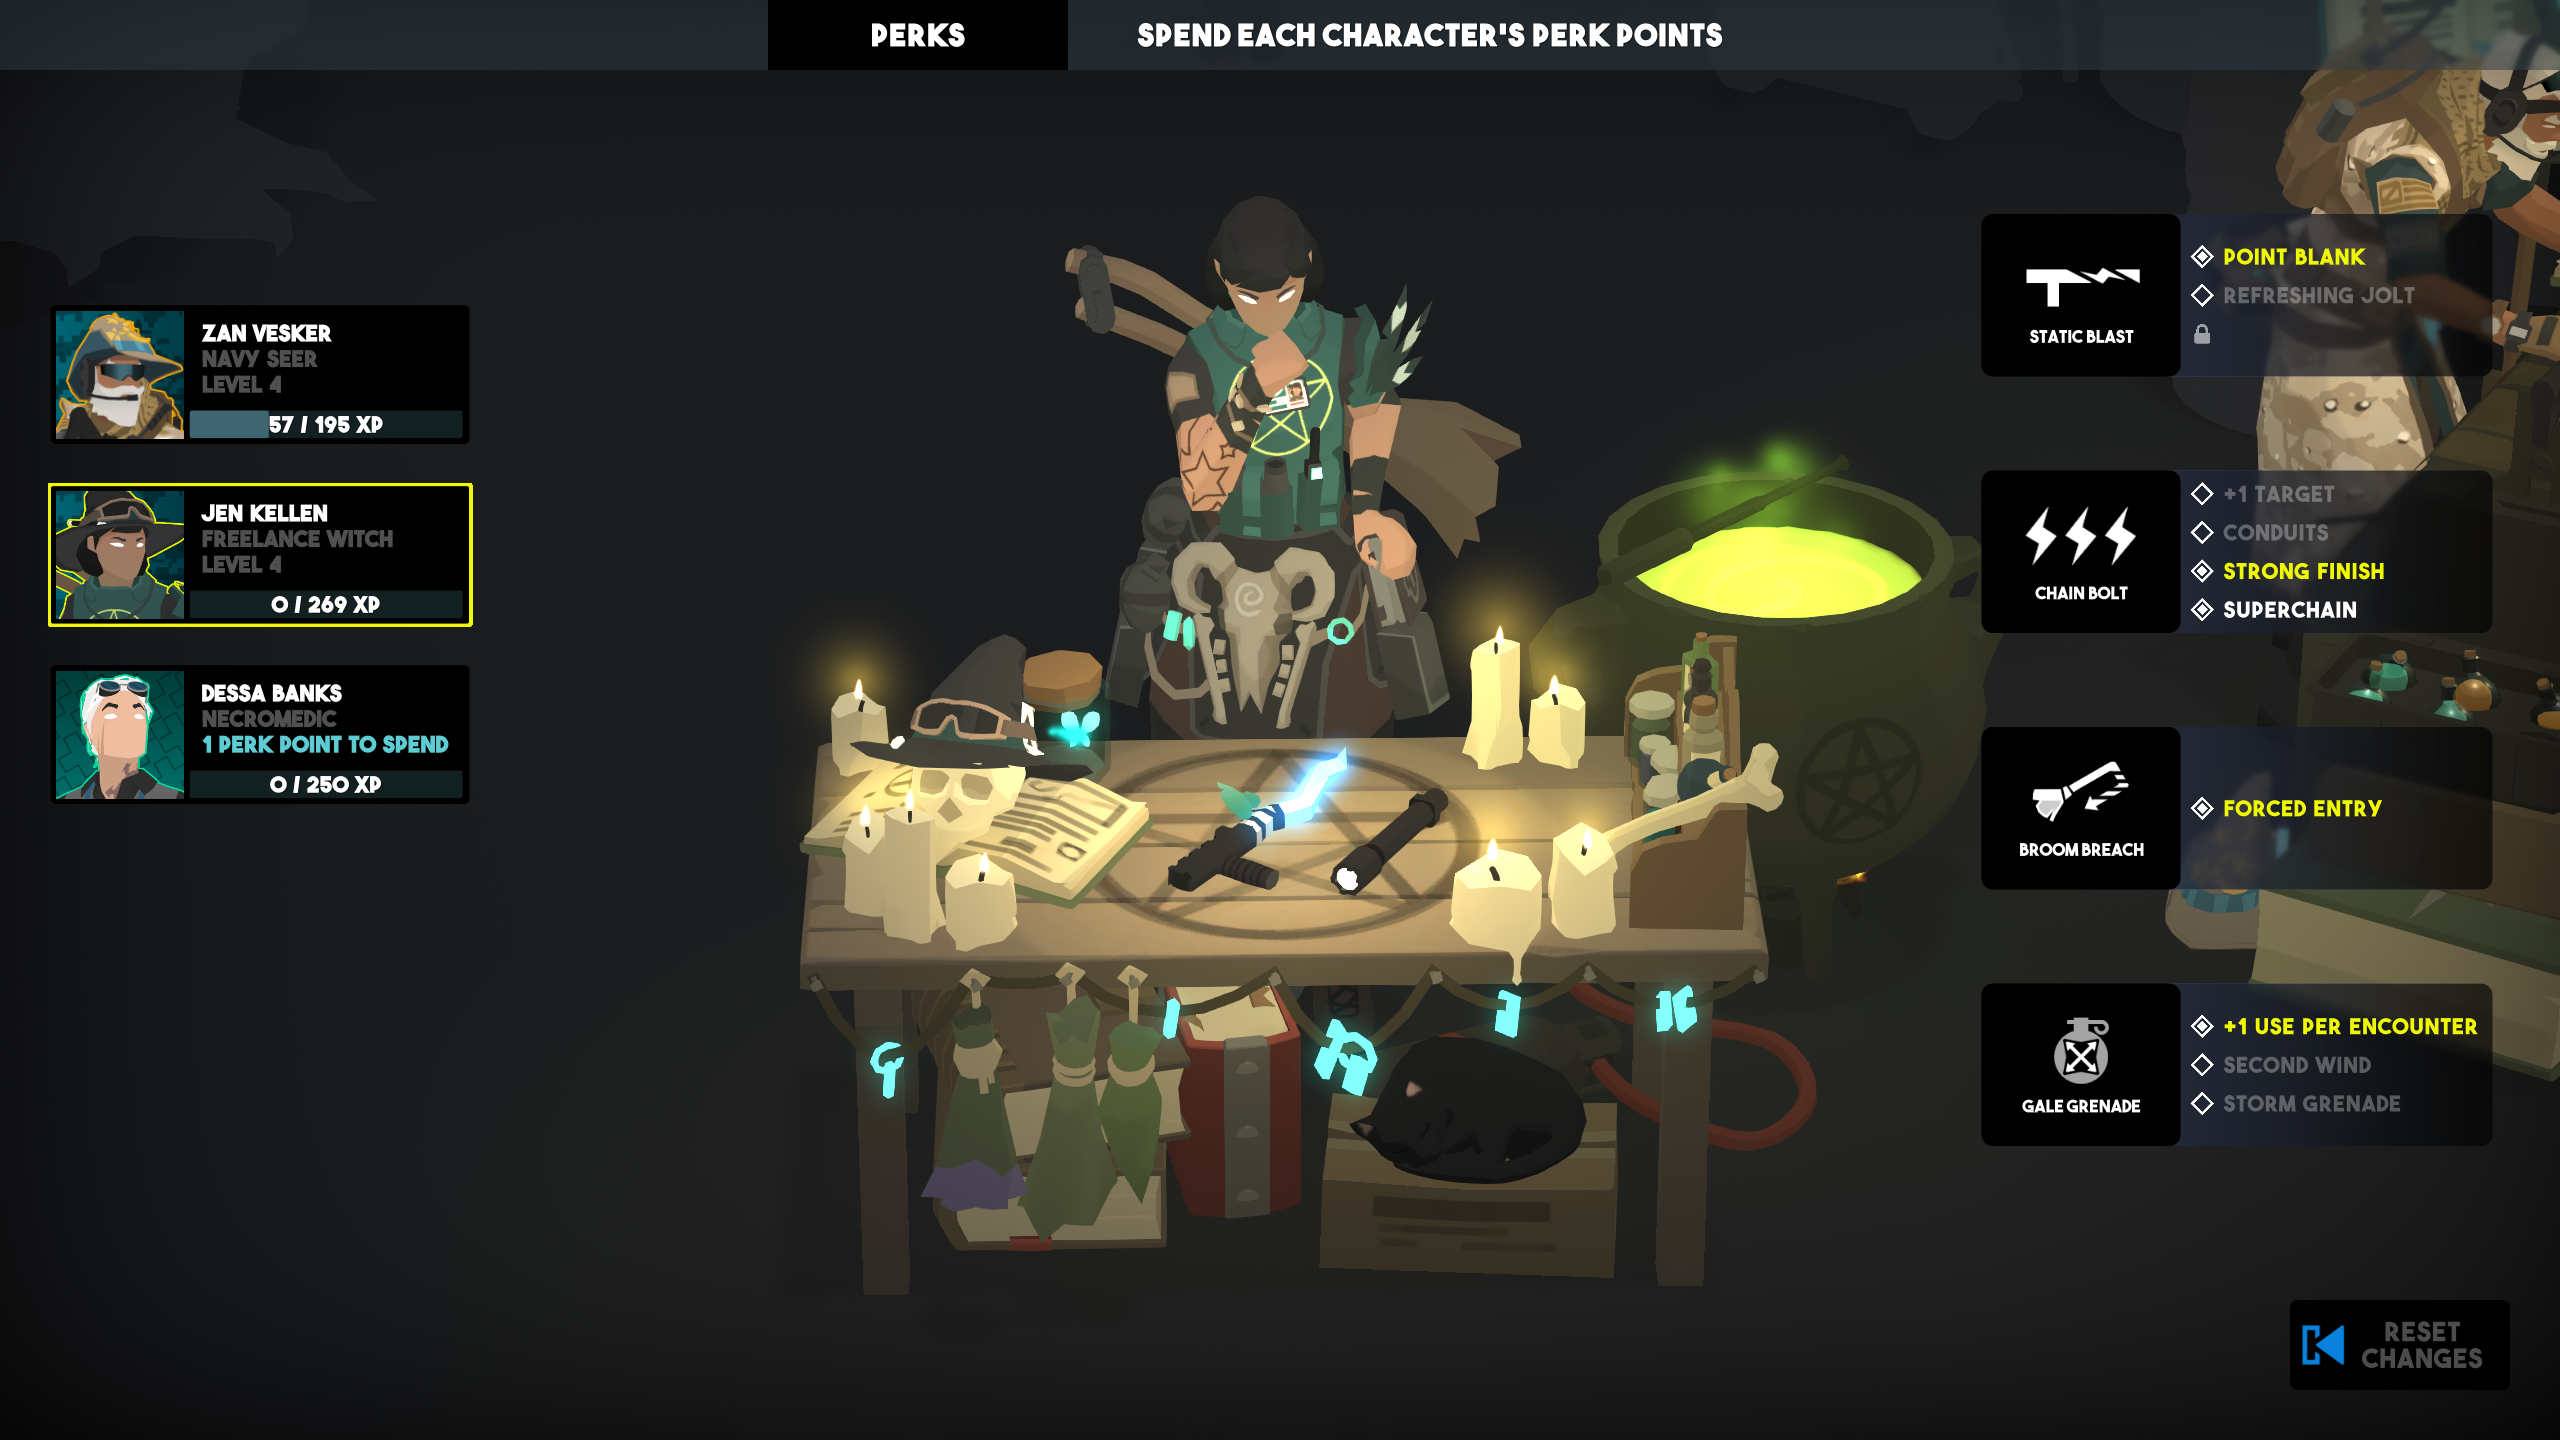 PERKS
SPEND EACH CHARACTER'S PERK POINTS
ZAN VESKER
NAVY SEER
LEVEL 4
57 / 195 XP
JEN KELLEN
FREELANCE WITCH
LEVEL 4
0 / 269 XP
DESSA BANKS
NECROMEDIC
1 PERK POINT TO SPEND
0 / 250 XP
STATIC BLAST
POINT BLANK
REFRESHING JOLT
CHAIN BOLT
+1 TARGET
CONDUITS
STRONG FINISH
SUPERCHAIN
BROOM BREACH
FORCED ENTRY
GALE GRENADE
+1 USE PER ENCOUNTER
SECOND WIND
STORM GRENADE
RESET
CHANGES